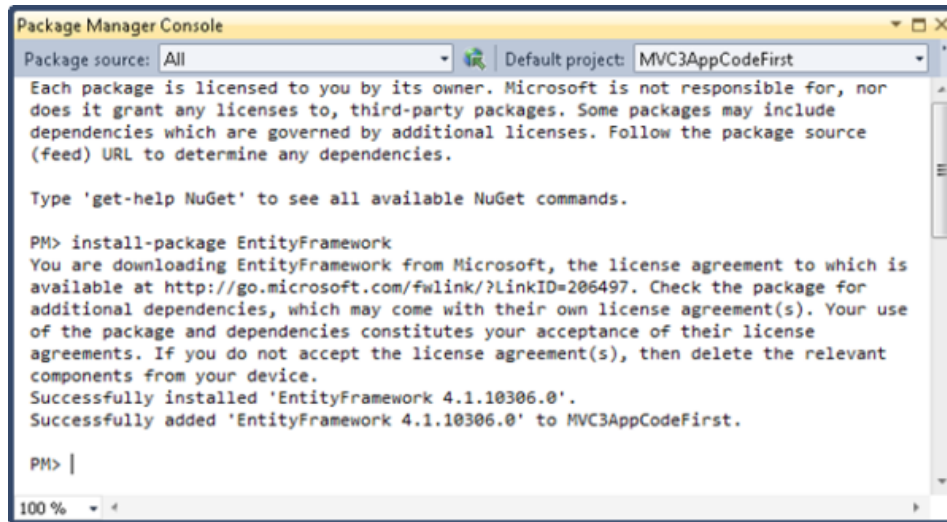 Package Manager Console
Package source: All Default project: MVC3AppCodeFirst
Each package is licensed to you by its owner. Microsoft is not responsible for, nor
does it grant any licenses to, third-party packages. Some packages may include
dependencies which are governed by additional licenses. Follow the package source
(feed) URL to determine any dependencies.
Type 'get-help NuGet' to see all available NuGet commands.
PM> install-package EntityFramework
You are downloading EntityFramework from Microsoft, the license agreement to which is
available at http://go.microsoft.com/fwlink/?LinkID=206497. Check the package for
additional dependencies, which may come with their own license agreement(s). Your use
of the package and dependencies constitutes your acceptance of their license
agreements. If you do not accept the license agreement(s), then delete the relevant
components from your device.
Successfully installed 'EntityFramework 4.1.10306.0'.
Successfully added 'EntityFramework 4.1.10306.0' to MVC3AppCodeFirst.
PM>
100 %